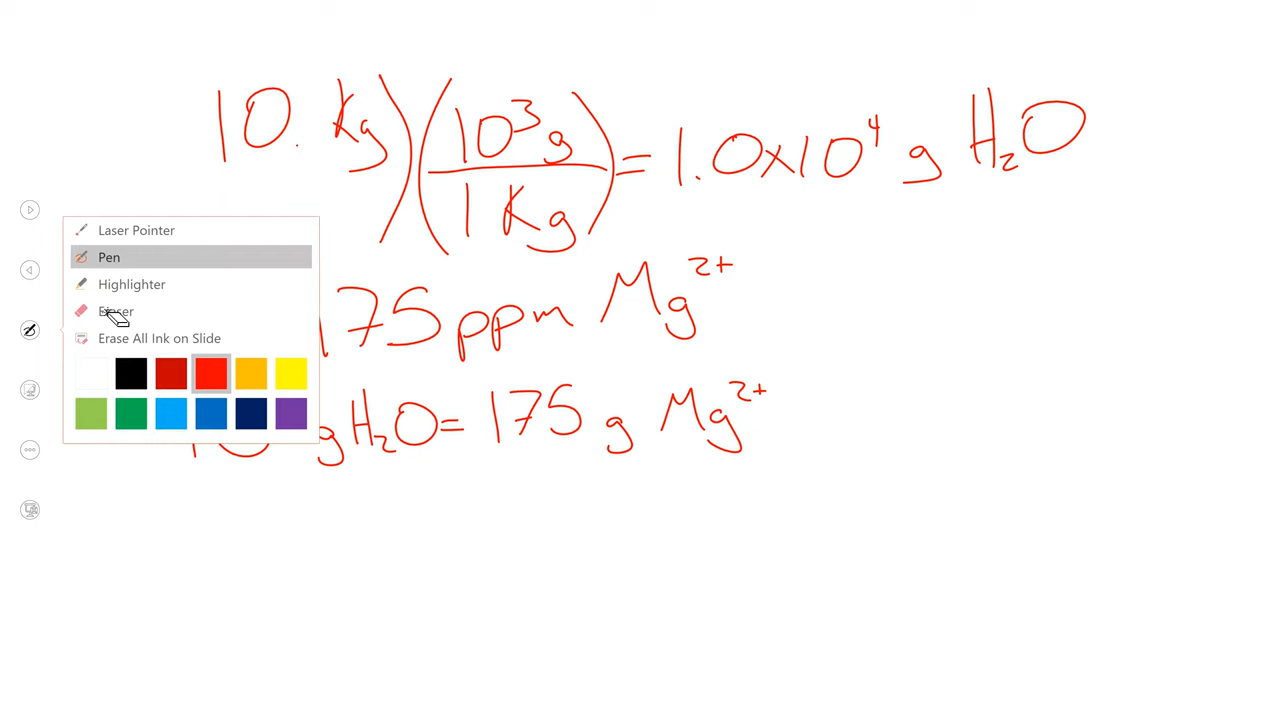 10. Kg)(10³g/1 Kg) = 1.0x10⁴ g H₂O
Laser Pointer
Pen
Highlighter
Eraser
Erase All Ink on Slide
175 ppm Mg²⁺
g H₂O = 175 g Mg²⁺